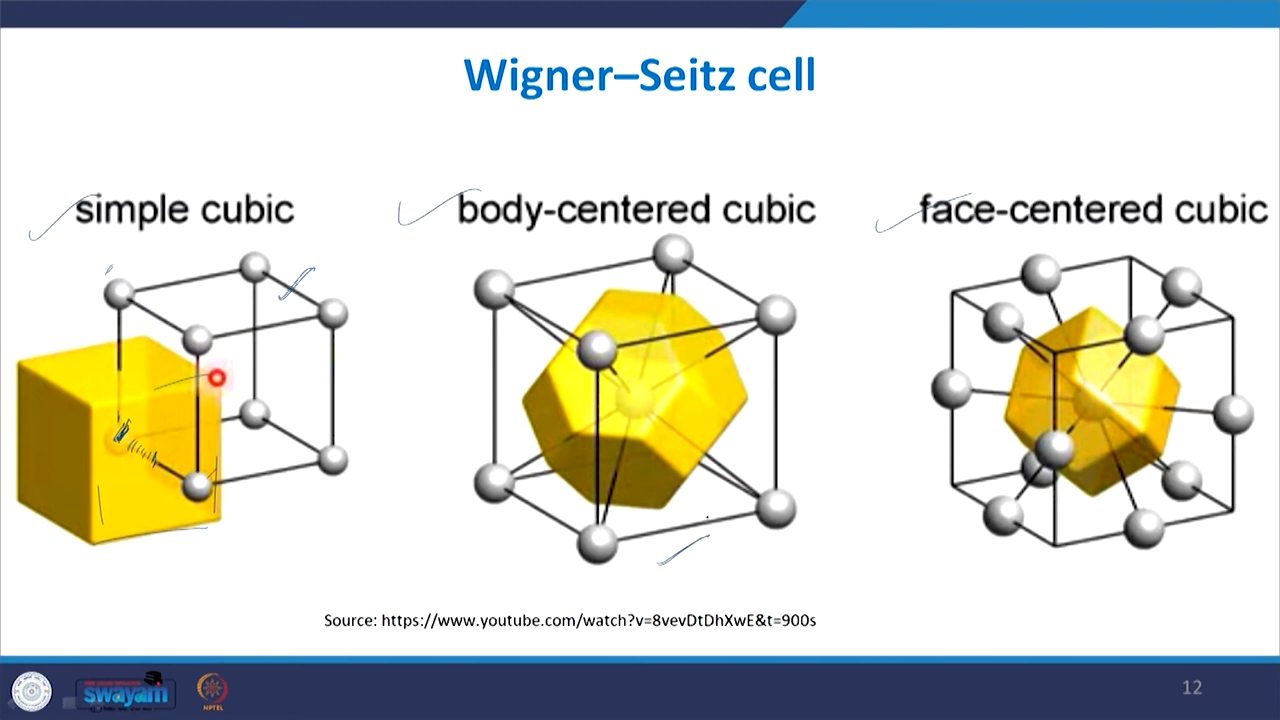 Wigner–Seitz cell
simple cubic
body-centered cubic
face-centered cubic
Source: https://www.youtube.com/watch?v=8vevDtDhXwE&t=900s
swayam
NPTEL
12